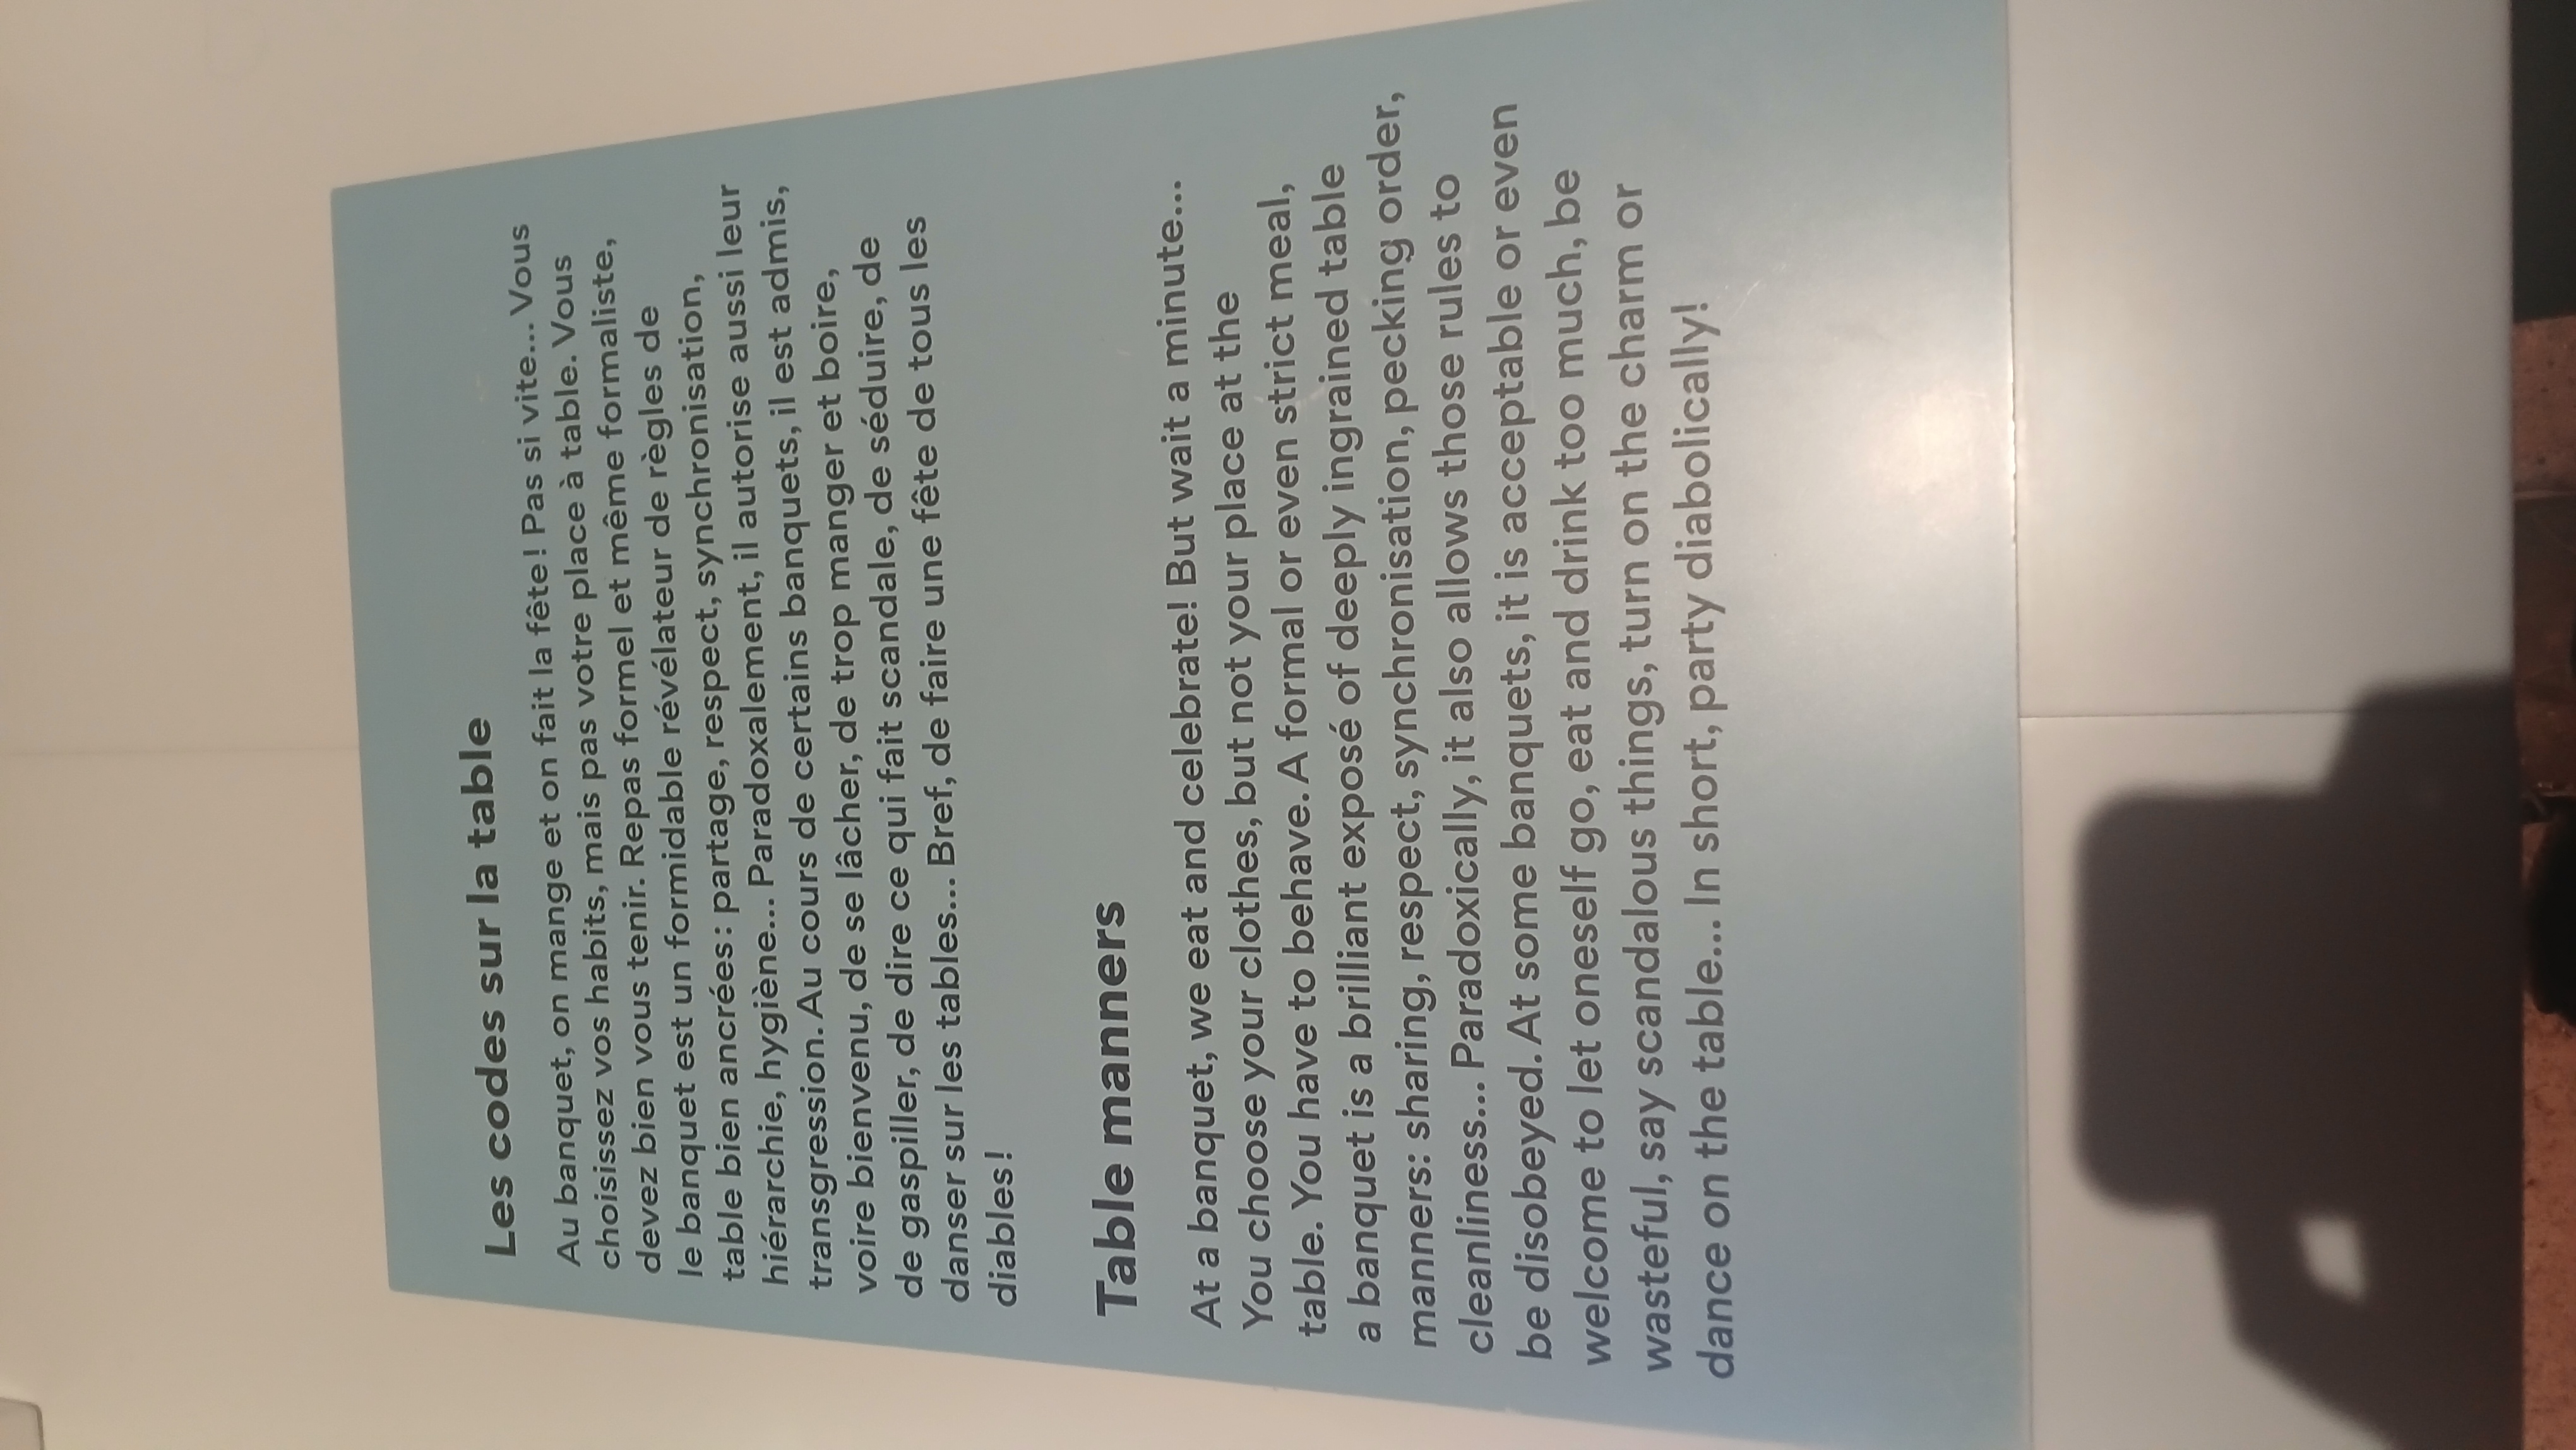 Les codes sur la table
Au banquet, on mange et on fait la fête ! Pas si vite... Vous
choisissez vos habits, mais pas votre place à table. Vous
devez bien vous tenir. Repas formel et même formaliste,
le banquet est un formidable révélateur de règles de
table bien ancrées : partage, respect, synchronisation,
hiérarchie, hygiène... Paradoxalement, il autorise aussi leur
transgression. Au cours de certains banquets, il est admis,
voire bienvenu, de se lâcher, de trop manger et boire,
de gaspiller, de dire ce qui fait scandale, de séduire, de
danser sur les tables... Bref, de faire une fête de tous les
diables !
Table manners
At a banquet, we eat and celebrate! But wait a minute...
You choose your clothes, but not your place at the
table. You have to behave. A formal or even strict meal,
a banquet is a brilliant exposé of deeply ingrained table
manners: sharing, respect, synchronisation, pecking order,
cleanliness... Paradoxically, it also allows those rules to
be disobeyed. At some banquets, it is acceptable or even
welcome to let oneself go, eat and drink too much, be
wasteful, say scandalous things, turn on the charm or
dance on the table... In short, party diabolically!